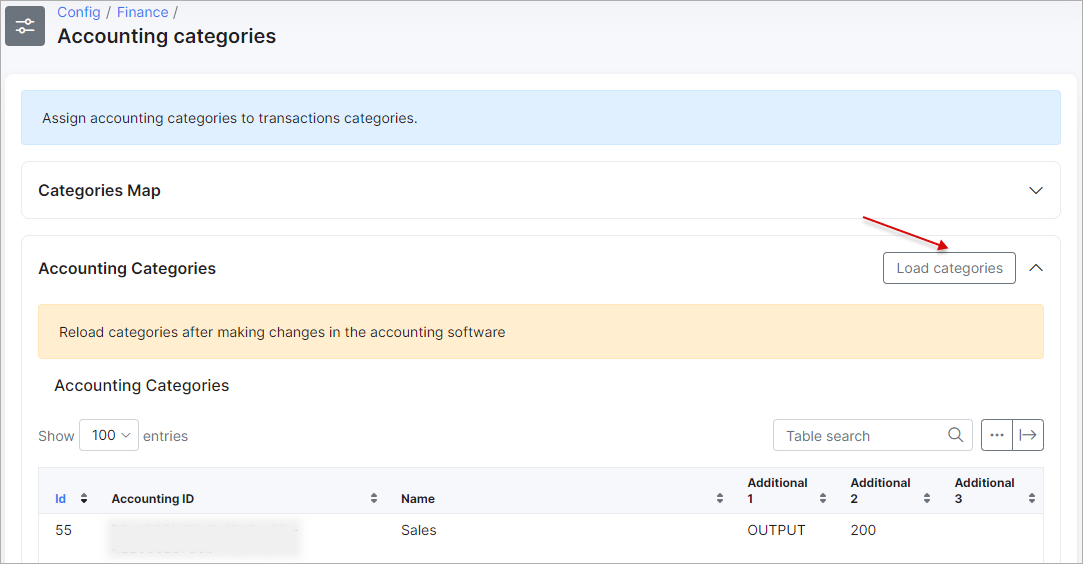 Config / Finance /
Accounting categories
Assign accounting categories to transactions categories.
Categories Map
Accounting Categories
Load categories
Reload categories after making changes in the accounting software
Accounting Categories
Show 100 entries
Table search
Id Accounting ID Name Additional 1 Additional 2 Additional 3
55 Sales OUTPUT 200